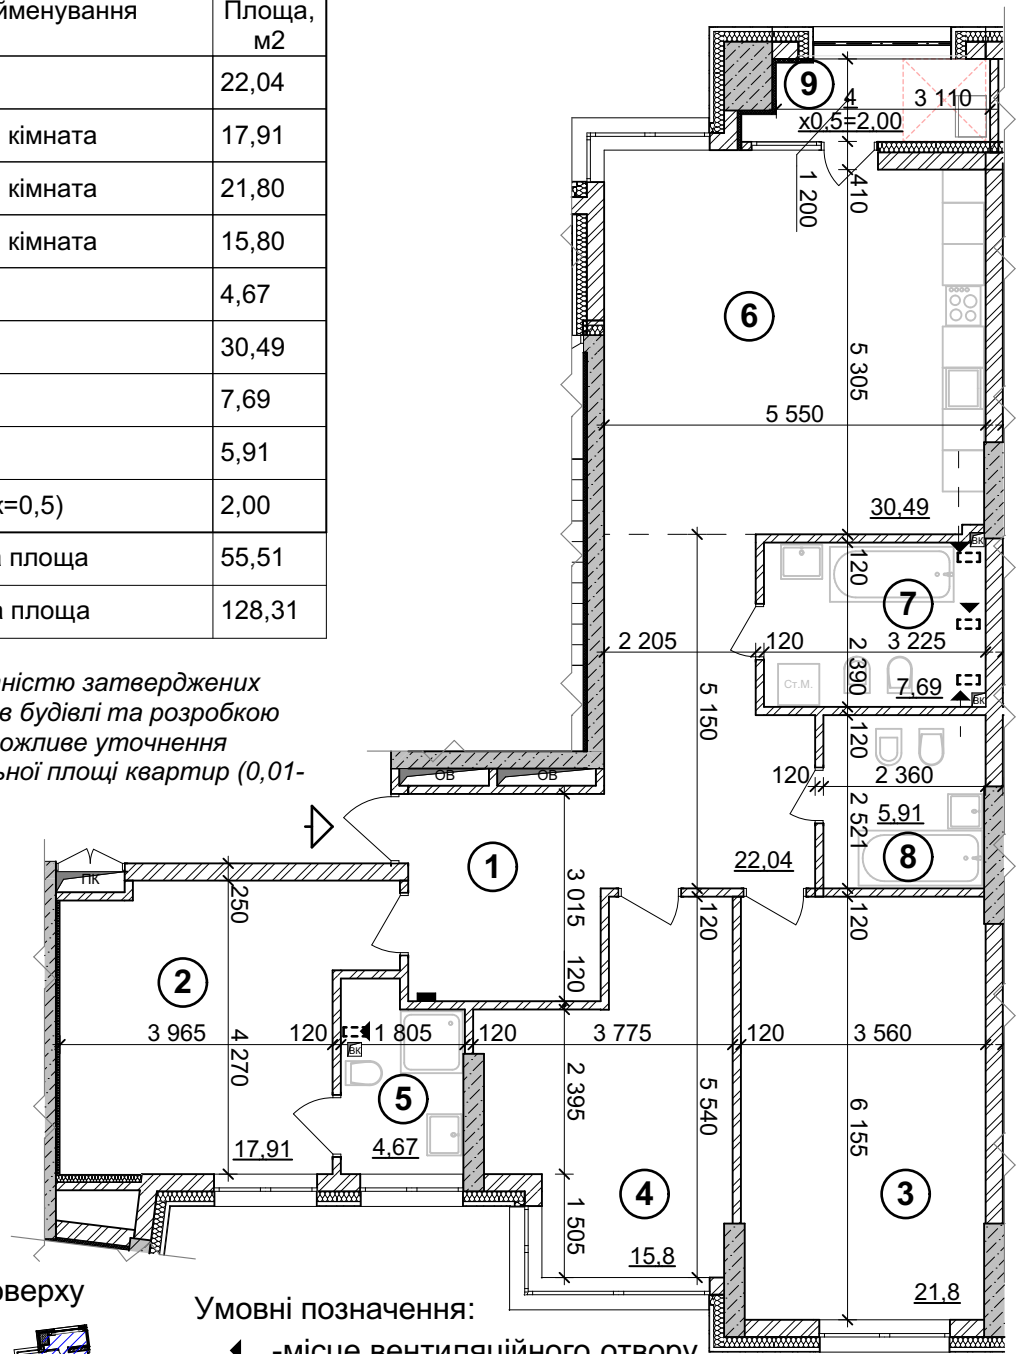 йменування
Площа,
м2
22,04
кімната
17,91
кімната
21,80
кімната
15,80
4,67
30,49
7,69
5,91
к=0,5)
2,00
а площа
55,51
а площа
128,31
ністю затверджених
в будівлі та розробкою
ожливе уточнення
ьної площі квартир (0,01-
9
4
3 110
х0,5=2,00
1 200
410
6
5 305
5 550
30,49
ВК
120
7
2 205
120
3 225
2 390
Ст.М.
7,69
ВК
5 150
120
120
2 360
2 521
5,91
ОВ
ОВ
8
22,04
1
ПК
250
3 015
120
120
120
2
3 965
120
1 805
120
3 775
120
3 560
ВК
4 270
2 395
5 540
6 155
5
17,91
4,67
4
3
1 505
15,8
21,8
оверху
Умовні позначення:
-місце вентиляційного отвору